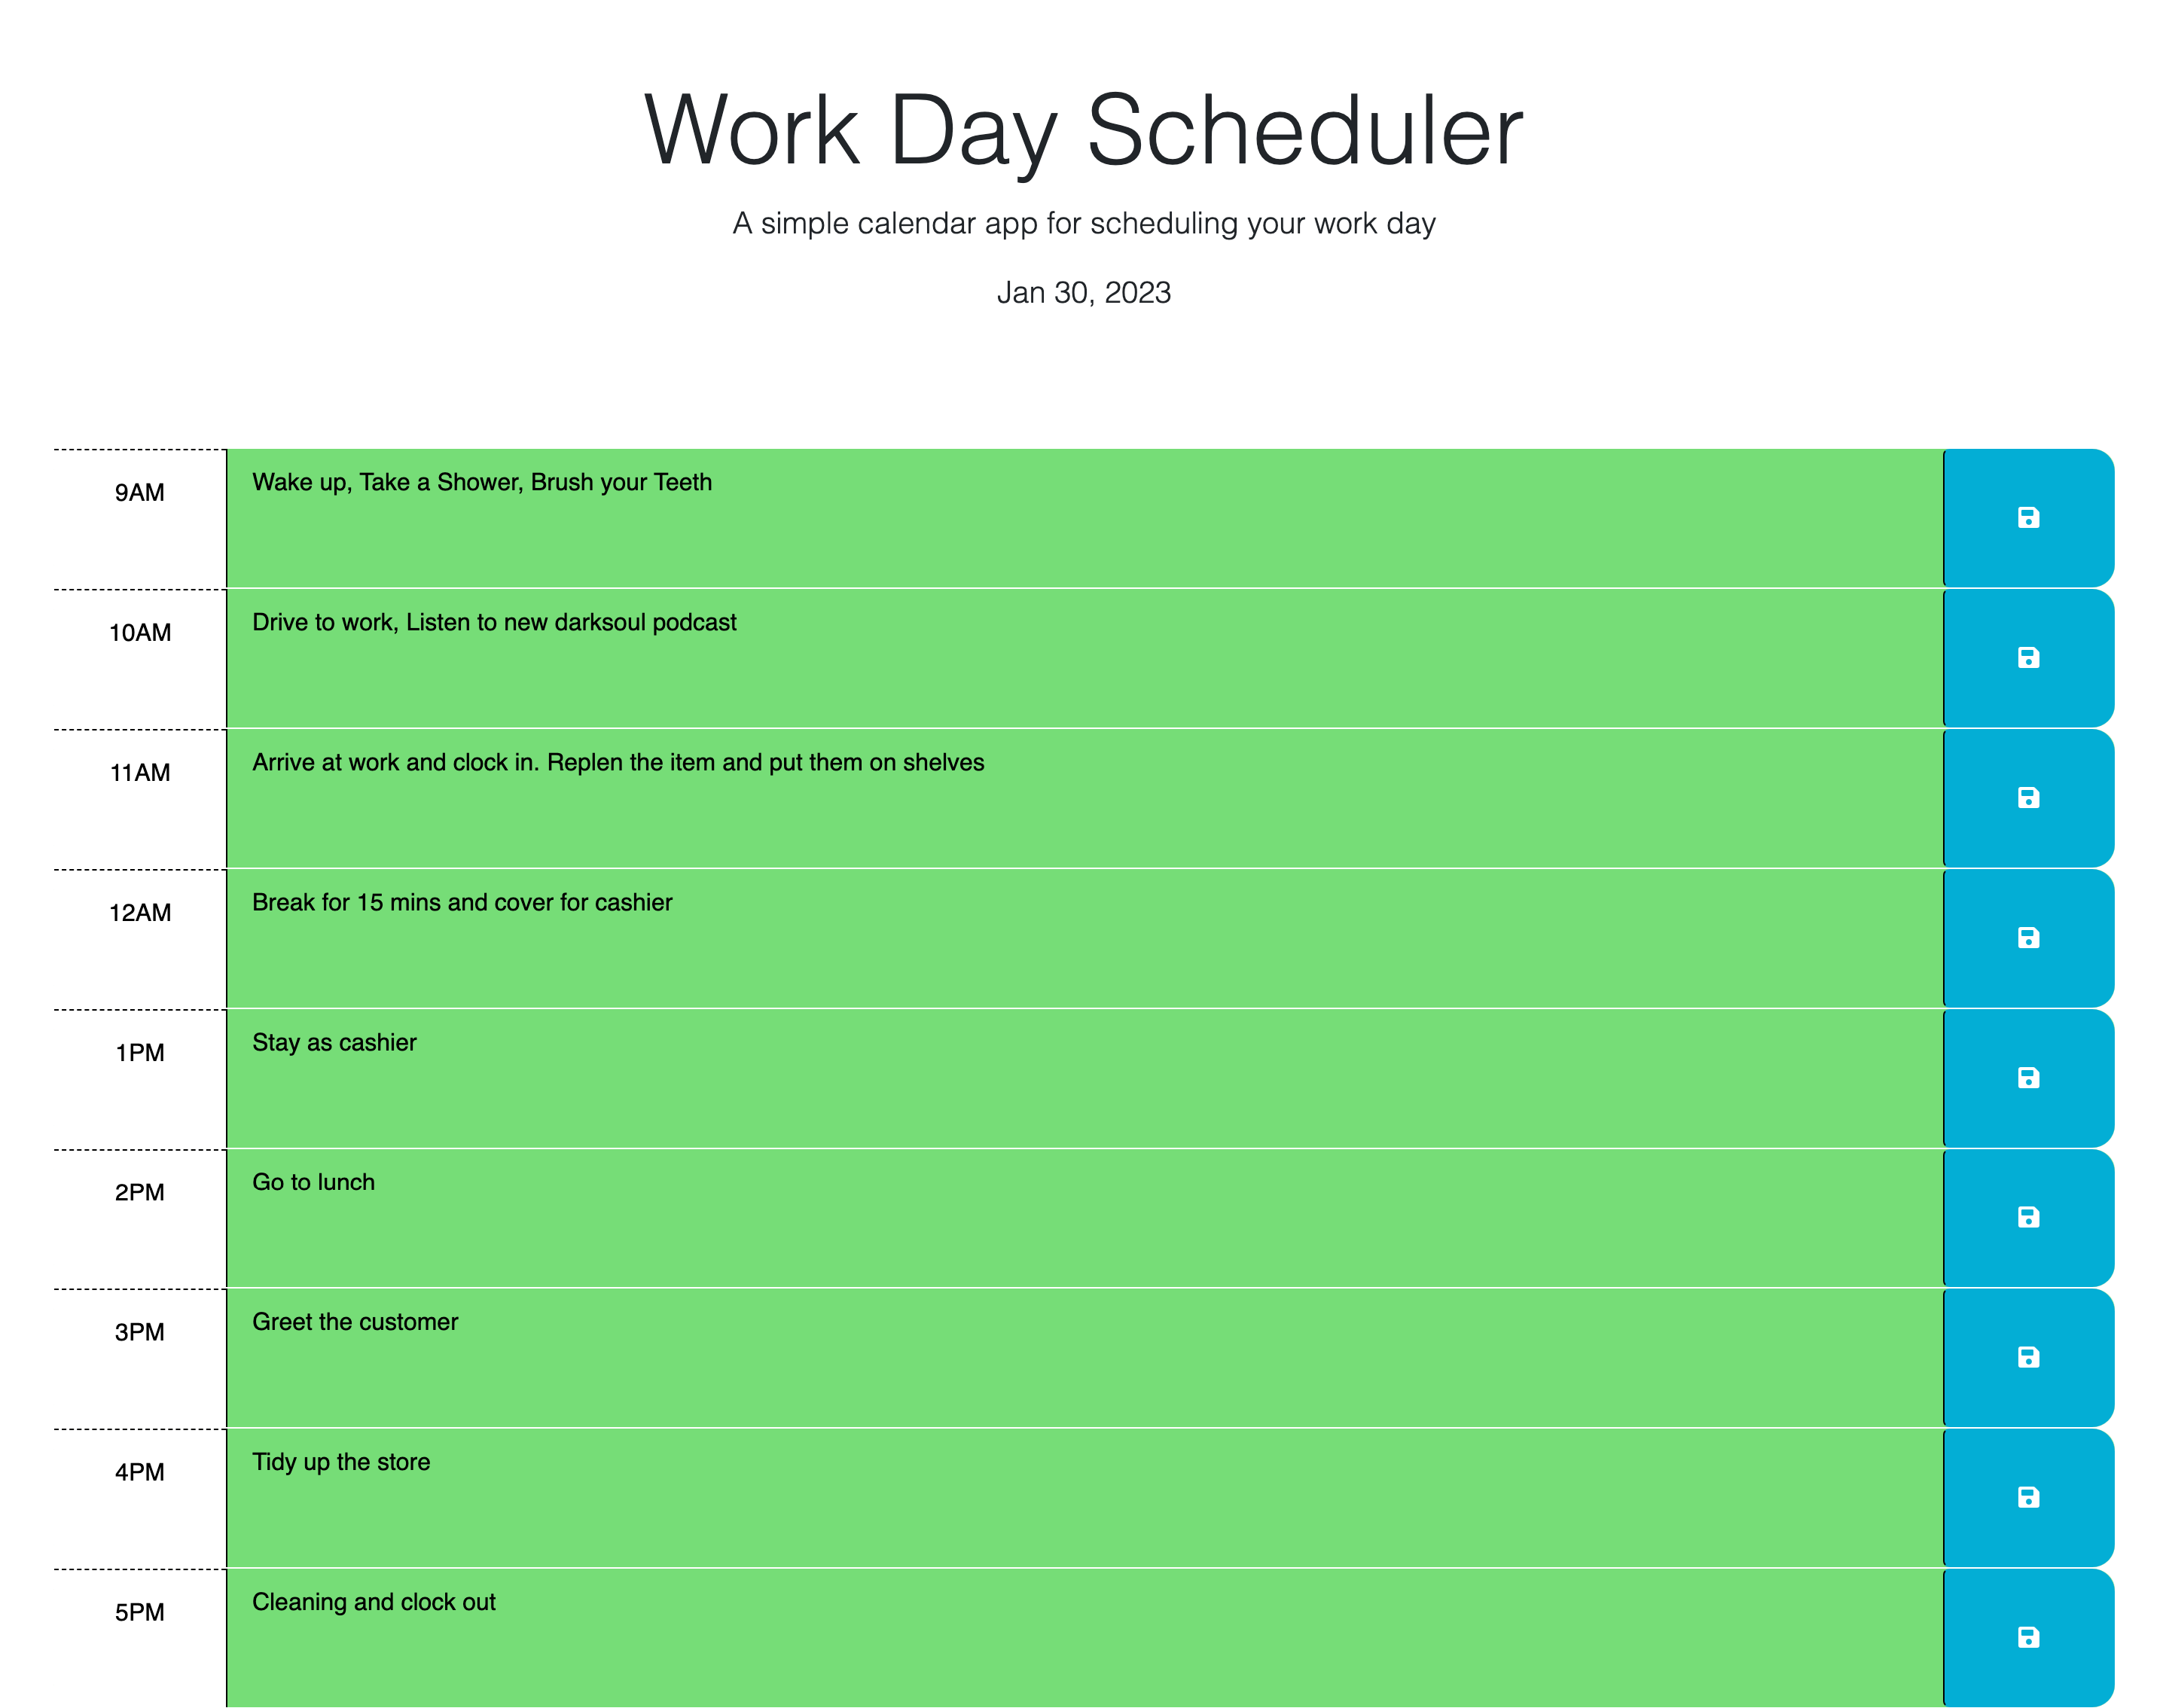 Work Day Scheduler
A simple calendar app for scheduling your work day
Jan 30, 2023
9AM
Wake up, Take a Shower, Brush your Teeth
10AM
Drive to work, Listen to new darksoul podcast
11AM
Arrive at work and clock in. Replen the item and put them on shelves
12AM
Break for 15 mins and cover for cashier
1PM
Stay as cashier
2PM
Go to lunch
3PM
Greet the customer
4PM
Tidy up the store
5PM
Cleaning and clock out